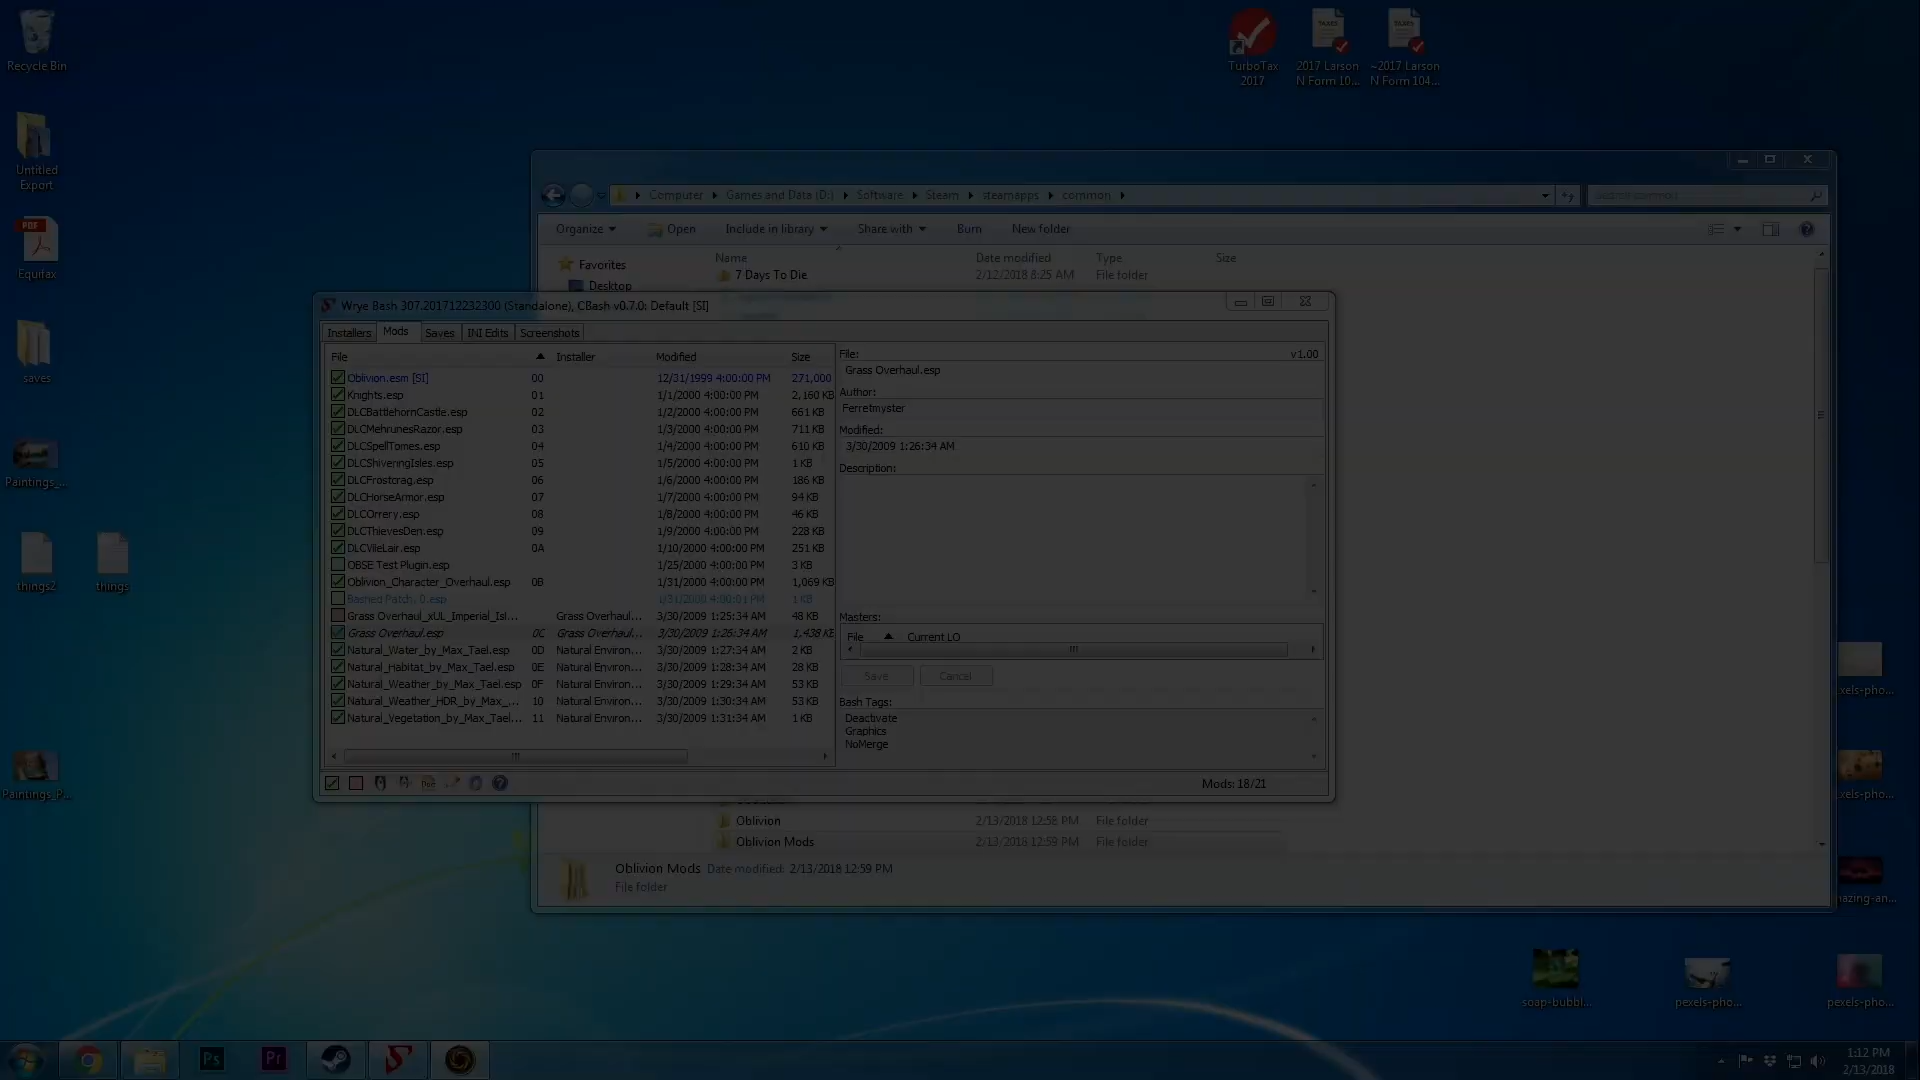 Recycle Bin
TurboTax
2017
2017 Larson
N Form 10...
~2017 Larson
N Form 104...
Untitled
Export
Equifax
saves
Paintings_...
things2
things
Paintings_P...
Computer
Games and Data (D:)
Software
Steam
steamapps
common
Organize
Open
Include in library
Share with
Burn
New folder
Favorites
Desktop
Name
Date modified
Type
Size
7 Days To Die
2/12/2018 8:25 AM
File folder
Wrye Bash 307.201712232300 (Standalone), CBash v0.7.0: Default [SI]
Installers
Mods
Saves
INI Edits
Screenshots
File
Installer
Modified
Size
Oblivion.esm [SI] 00 12/31/1999 4:00:00 PM 271,000
Knights.esp 01 1/1/2000 4:00:00 PM 2,160 KB
DLCBattlehornCastle.esp 02 1/2/2000 4:00:00 PM 661 KB
DLCMehrunesRazor.esp 03 1/3/2000 4:00:00 PM 711 KB
DLCSpellTomes.esp 04 1/4/2000 4:00:00 PM 610 KB
DLCShiveringIsles.esp 05 1/5/2000 4:00:00 PM 1 KB
DLCFrostcrag.esp 06 1/6/2000 4:00:00 PM 186 KB
DLCHorseArmor.esp 07 1/7/2000 4:00:00 PM 94 KB
DLCOrrery.esp 08 1/8/2000 4:00:00 PM 46 KB
DLCThievesDen.esp 09 1/9/2000 4:00:00 PM 228 KB
DLCVileLair.esp 0A 1/10/2000 4:00:00 PM 251 KB
OBSE Test Plugin.esp 1/25/2000 4:00:00 PM 3 KB
Oblivion_Character_Overhaul.esp 0B 1/31/2000 4:00:00 PM 1,069 KB
Bashed Patch, 0.esp 1/31/2000 4:00:01 PM 1 KB
Grass Overhaul_xUL_Imperial_Isl... Grass Overhaul... 3/30/2009 1:25:34 AM 48 KB
Grass Overhaul.esp 0C Grass Overhaul... 3/30/2009 1:26:34 AM 1,438 KB
Natural_Water_by_Max_Tael.esp 0D Natural Environ... 3/30/2009 1:27:34 AM 2 KB
Natural_Habitat_by_Max_Tael.esp 0E Natural Environ... 3/30/2009 1:28:34 AM 28 KB
Natural_Weather_by_Max_Tael.esp 0F Natural Environ... 3/30/2009 1:29:34 AM 53 KB
Natural_Weather_HDR_by_Max_... 10 Natural Environ... 3/30/2009 1:30:34 AM 53 KB
Natural_Vegetation_by_Max_Tael... 11 Natural Environ... 3/30/2009 1:31:34 AM 1 KB
File:
v1.00
Grass Overhaul.esp
Author:
Ferretmyster
Modified:
3/30/2009 1:26:34 AM
Description:
Masters:
File
Current LO
Save
Cancel
Bash Tags:
Deactivate
Graphics
NoMerge
Mods: 18/21
Oblivion
2/13/2018 12:58 PM
File folder
Oblivion Mods
2/13/2018 12:59 PM
File folder
Oblivion Mods Date modified: 2/13/2018 12:59 PM
File folder
xels-pho...
xels-pho...
nazing-an...
soap-bubbl...
pexels-pho...
pexels-pho...
Ps
Pr
1:12 PM
2/13/2018